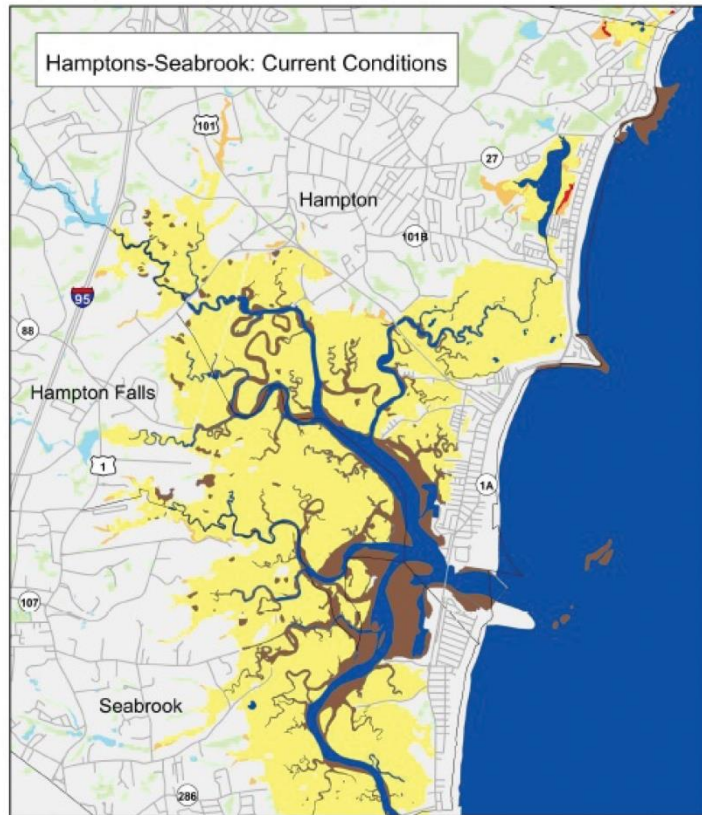 Hamptons-Seabrook: Current Conditions
101
27
Hampton
101B
95
88
Hampton Falls
1
1A
107
Seabrook
286